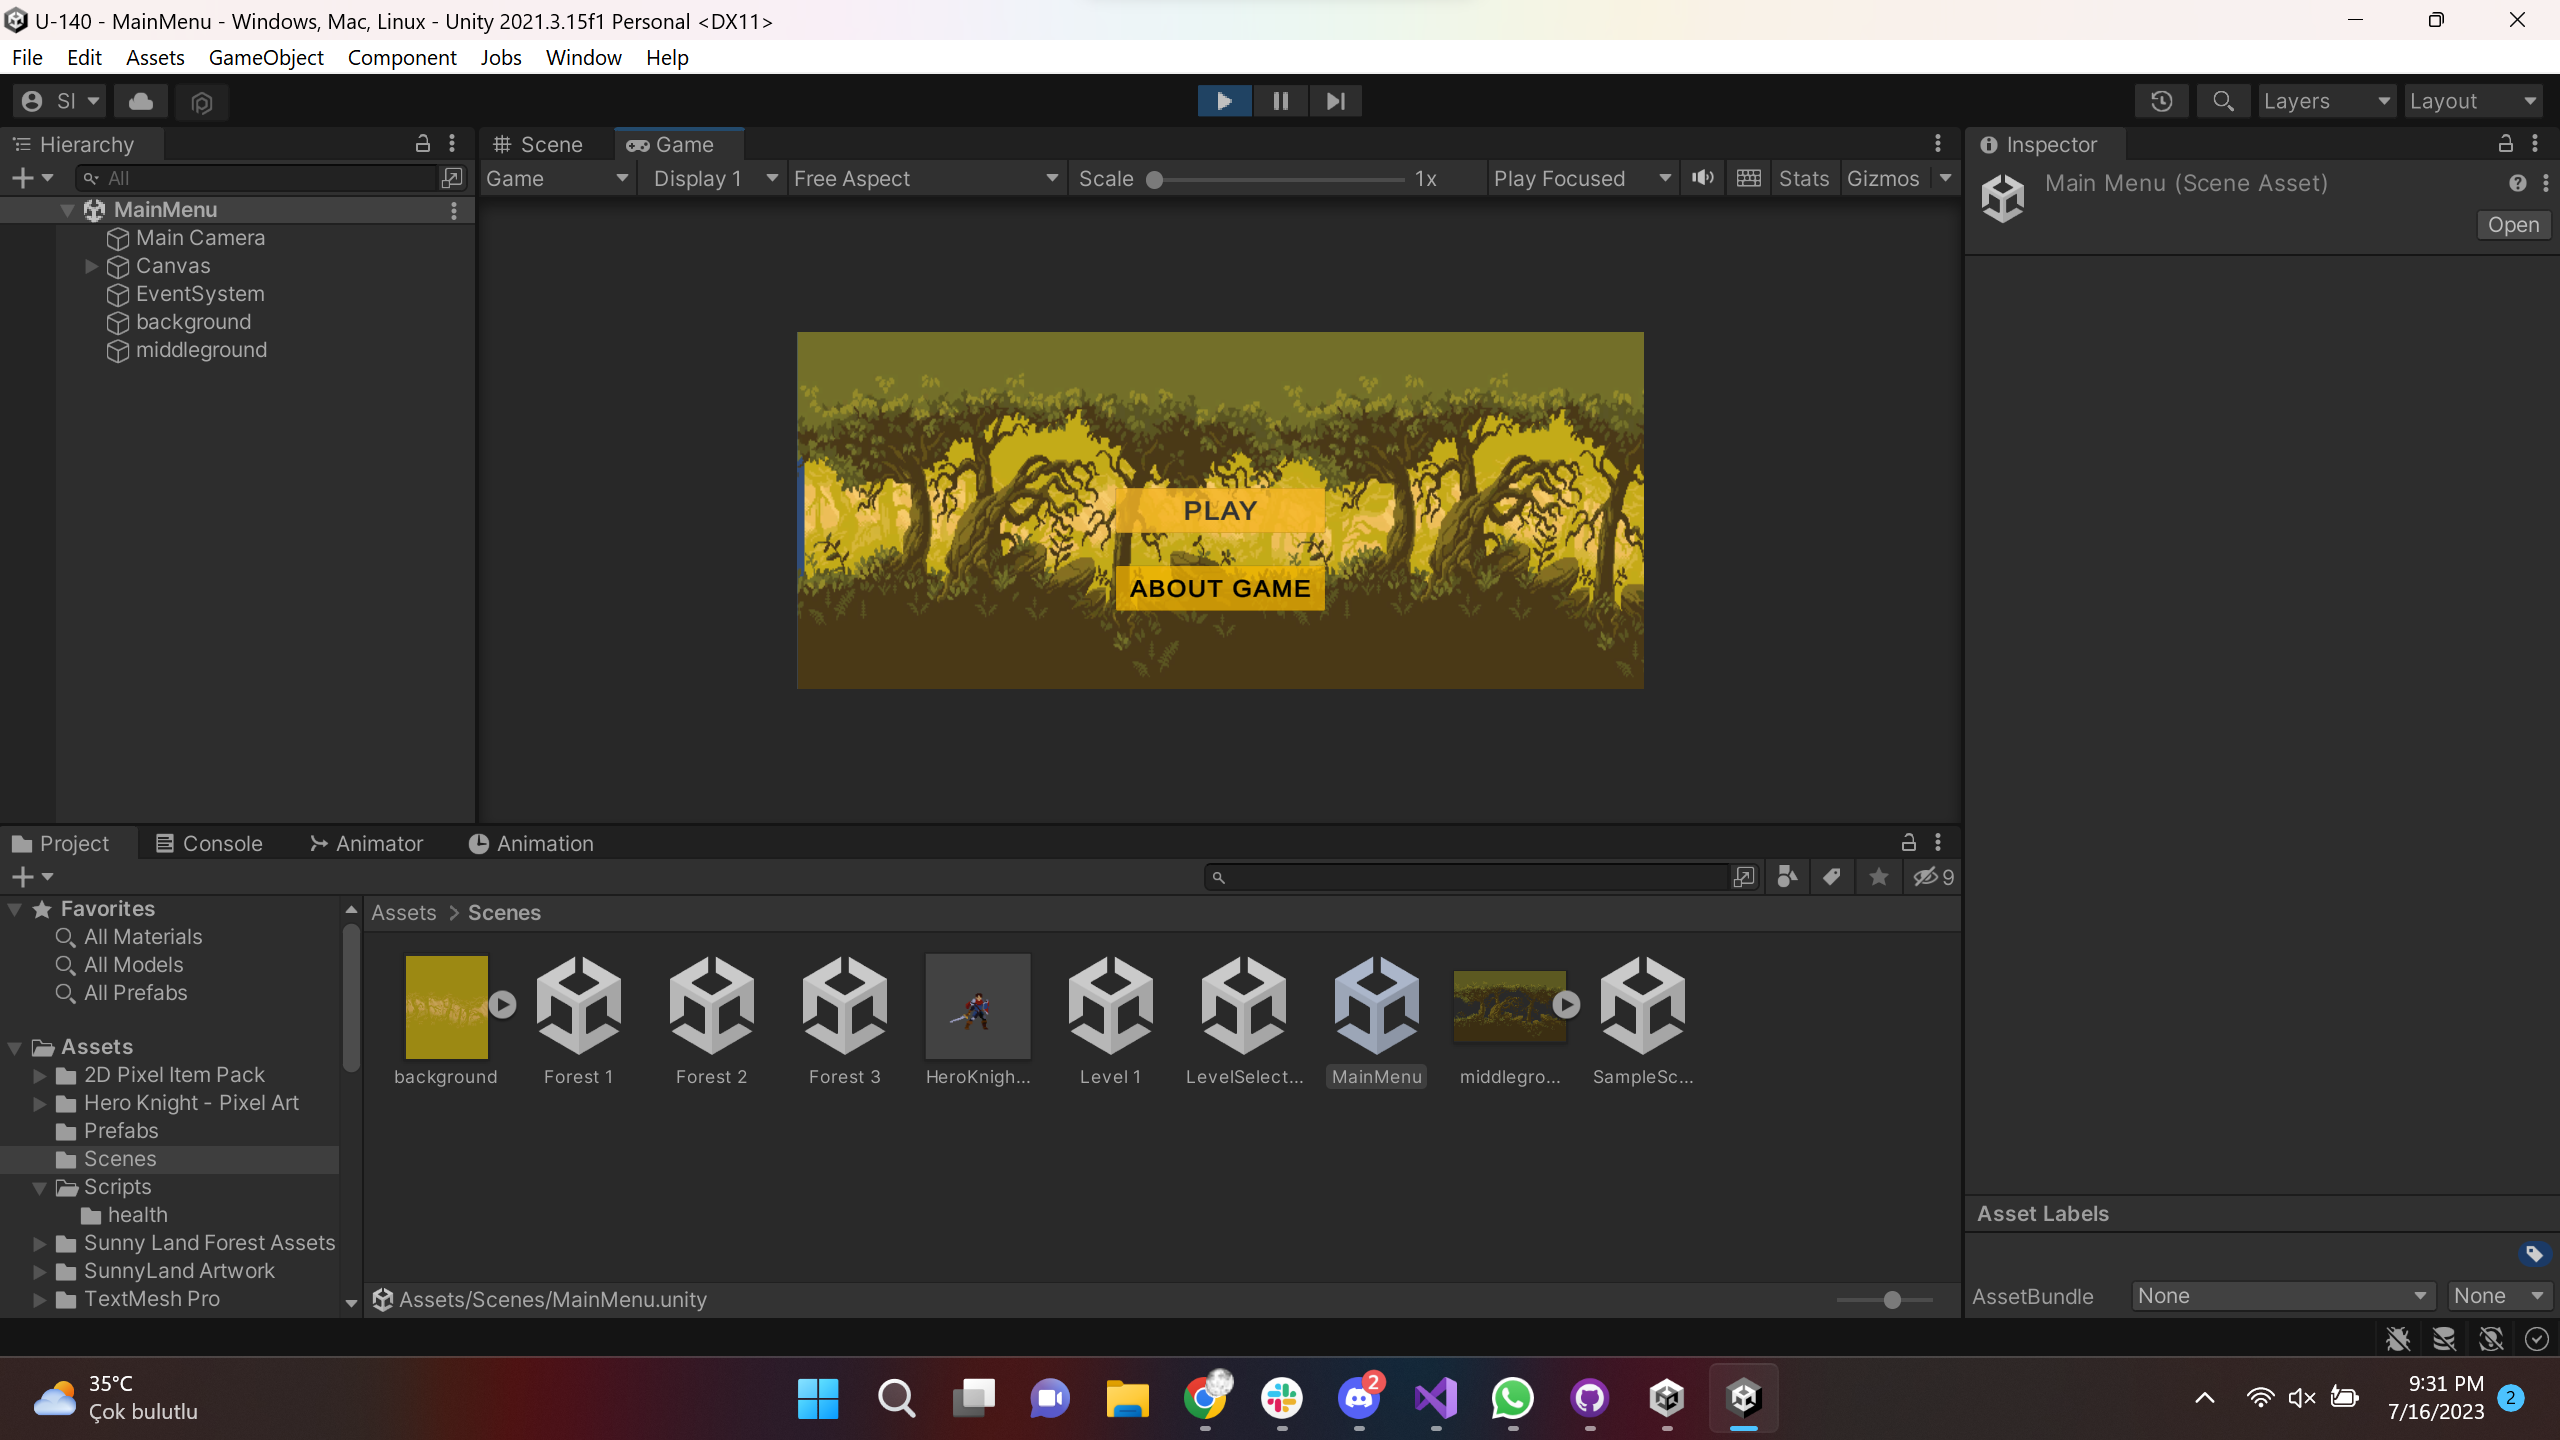 U-140 - MainMenu - Windows, Mac, Linux - Unity 2021.3.15f1 Personal <DX11>
File Edit Assets GameObject Component Jobs Window Help
SI
Layers
Layout
Hierarchy
All
MainMenu
Main Camera
Canvas
EventSystem
background
middleground
Scene
Game
Game
Display 1
Free Aspect
Scale
1x
Play Focused
Stats
Gizmos
PLAY
ABOUT GAME
Inspector
Main Menu (Scene Asset)
Open
Project
Console
Animator
Animation
9
Favorites
All Materials
All Models
All Prefabs
Assets
2D Pixel Item Pack
Hero Knight - Pixel Art
Prefabs
Scenes
Scripts
health
Sunny Land Forest Assets
SunnyLand Artwork
TextMesh Pro
Assets > Scenes
background
Forest 1
Forest 2
Forest 3
HeroKnigh...
Level 1
LevelSelect...
MainMenu
middlegro...
SampleSc...
Assets/Scenes/MainMenu.unity
Asset Labels
AssetBundle
None
None
35°C
Çok bulutlu
2
9:31 PM
7/16/2023
2